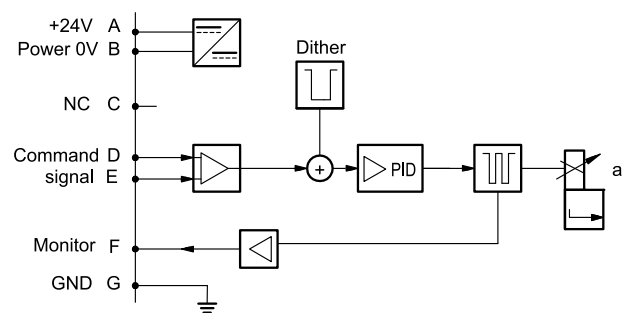 +24V A
Power 0V B
Dither
NC C
Command D
signal E
+
PID
a
Monitor F
GND G